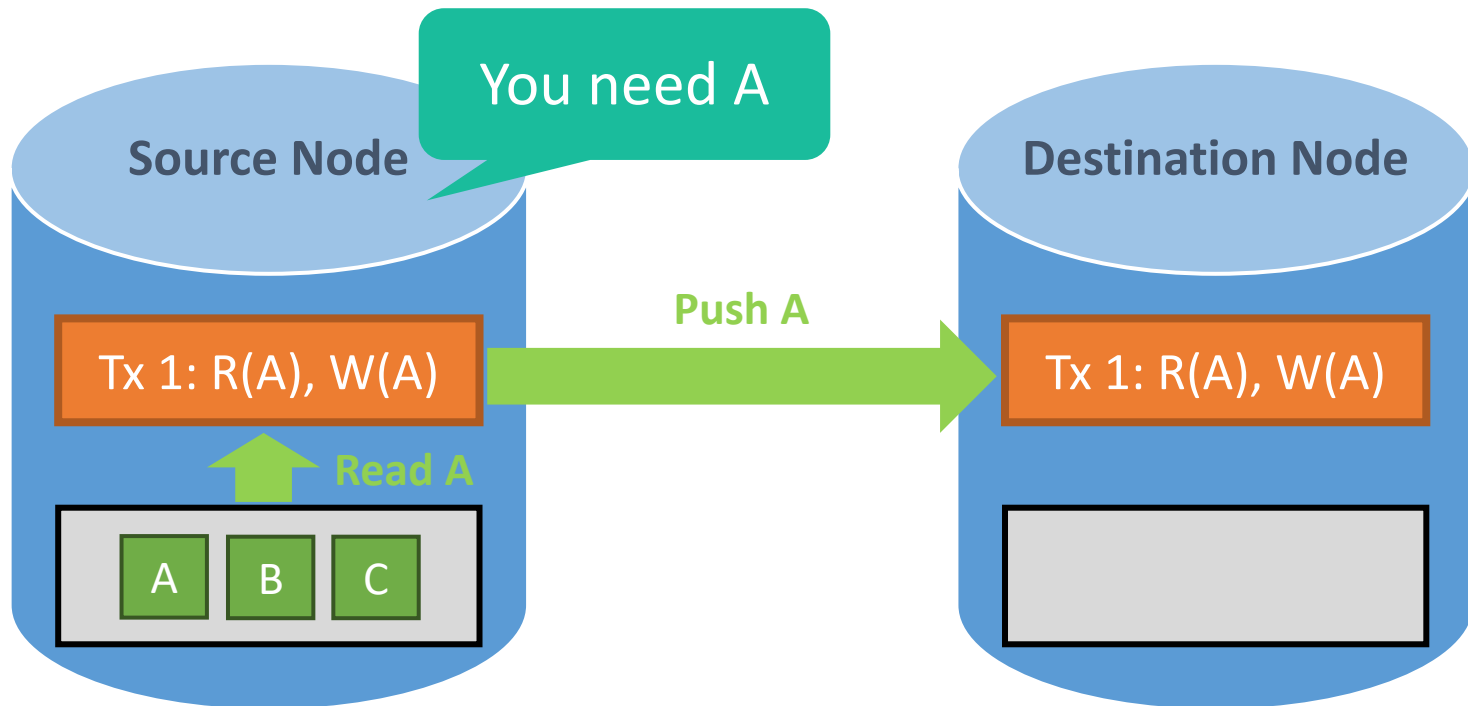 You need A
Source Node
Destination Node
Push A
Tx 1: R(A), W(A)
Tx 1: R(A), W(A)
Read A
A
B
C